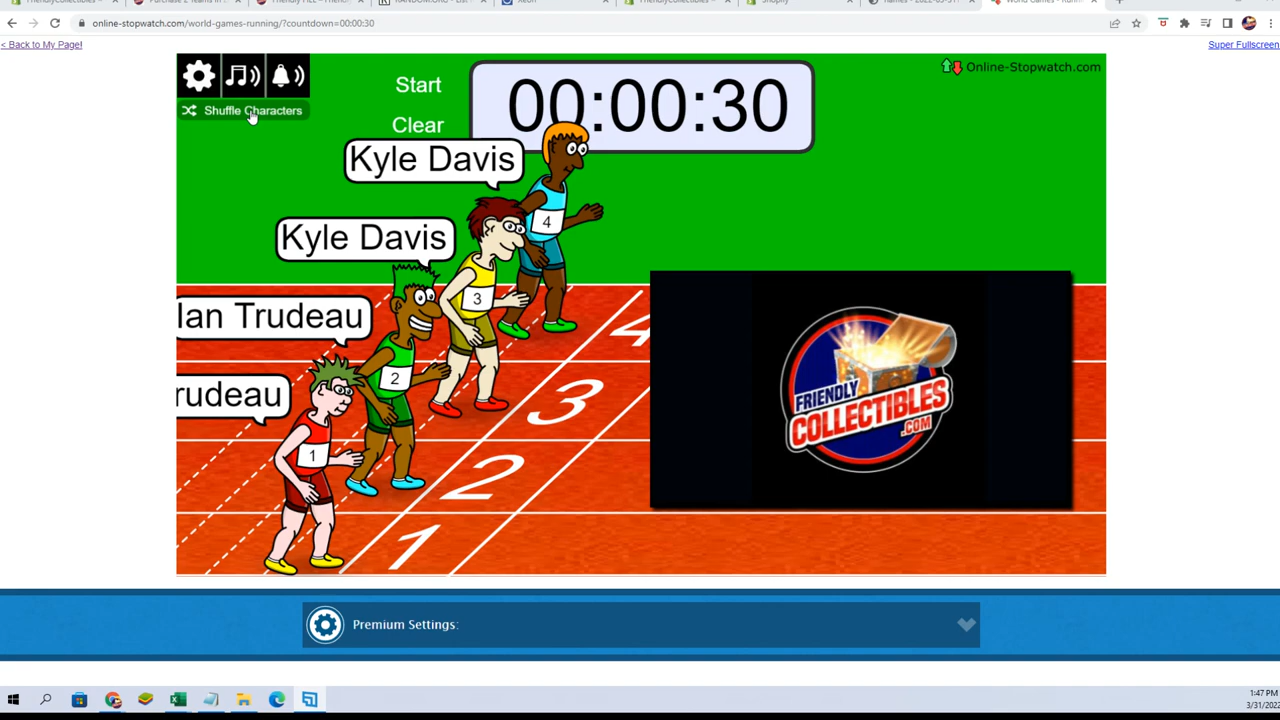 online-stopwatch.com/world-games-running/?countdown=00:00:30
< Back to My Page!
Super Fullscreen
Shuffle Characters
Start
Clear
00:00:30
Online-Stopwatch.com
Kyle Davis
4
Kyle Davis
3
lan Trudeau
2
rudeau
1
4
3
2
1
FRIENDLY
COLLECTIBLES
.COM
Premium Settings:
1:47 PM
3/31/202